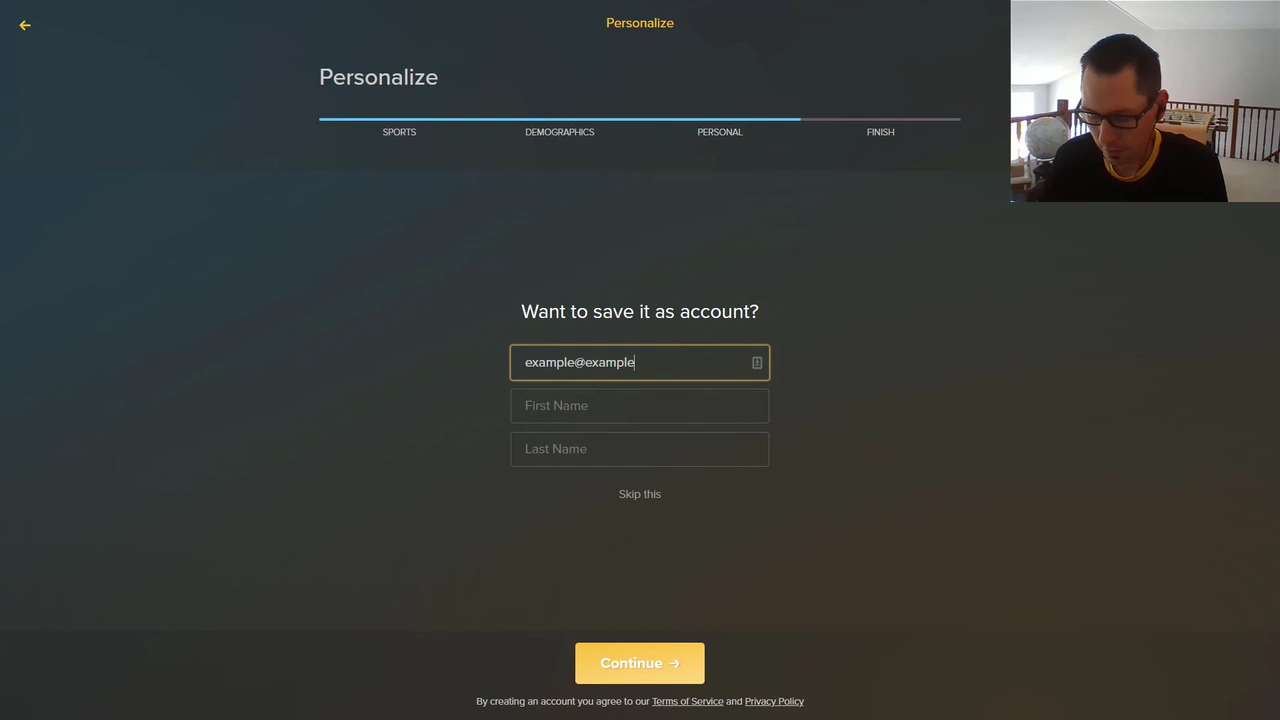 Personalize
Personalize
SPORTS DEMOGRAPHICS PERSONAL FINISH
Want to save it as account?
example@example
First Name
Last Name
Skip this
Continue →
By creating an account you agree to our Terms of Service and Privacy Policy